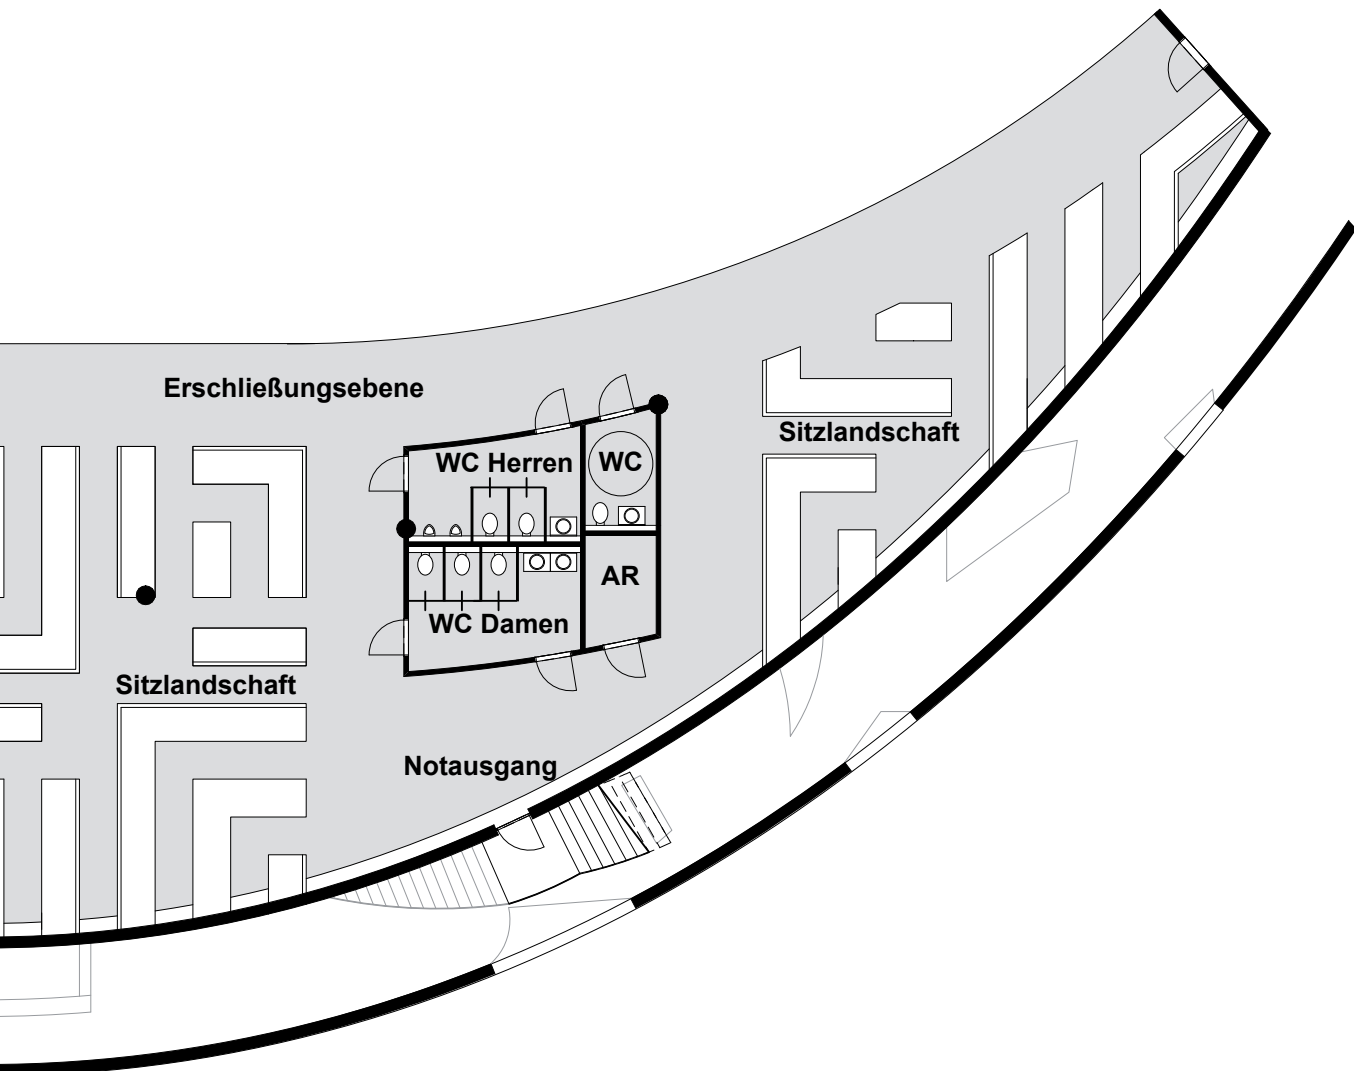 Erschließungsebene
Sitzlandschaft
WC Herren
WC
AR
WC Damen
Sitzlandschaft
Notausgang